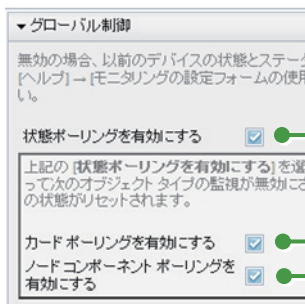 ▼グローバル制御
無効の場合、以前のデバイスの状態とステー
[ヘルプ] → [モニタリングの設定フォームの使用
い。
状態ポーリングを有効にする
上記の [状態ポーリングを有効にする] を選
って次のオブジェクト タイプの監視が無効にさ
の状態がリセットされます。
カード ポーリングを有効にする
ノード コンポーネント ポーリングを
有効にする